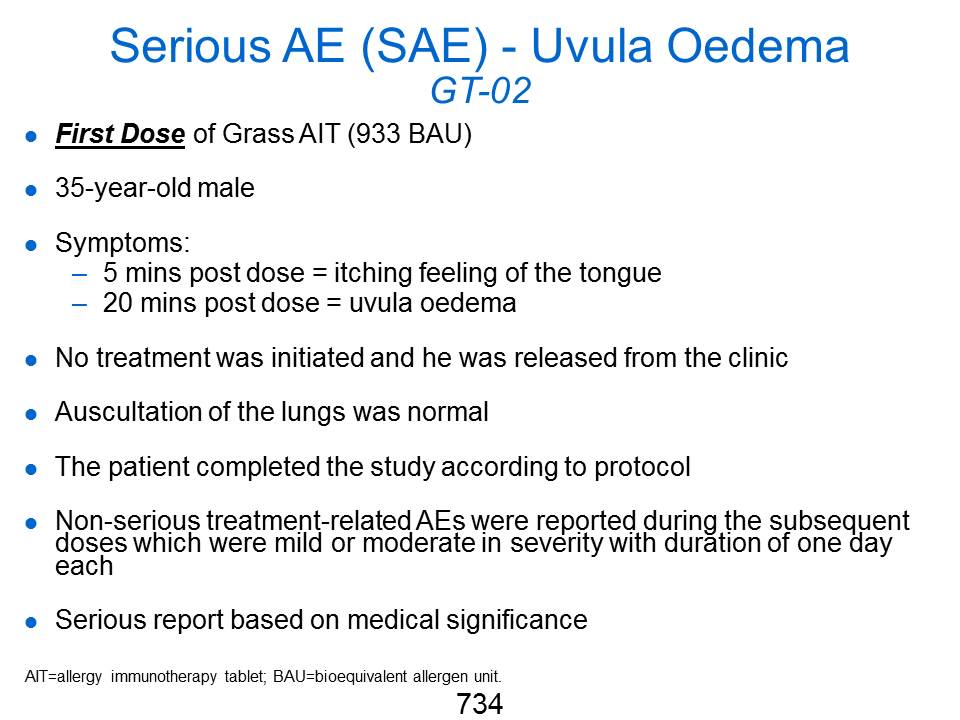 Serious AE (SAE) - Uvula Oedema
GT-02
● First Dose of Grass AIT (933 BAU)
● 35-year-old male
● Symptoms:
– 5 mins post dose = itching feeling of the tongue
– 20 mins post dose = uvula oedema
● No treatment was initiated and he was released from the clinic
● Auscultation of the lungs was normal
● The patient completed the study according to protocol
● Non-serious treatment-related AEs were reported during the subsequent
doses which were mild or moderate in severity with duration of one day
each
● Serious report based on medical significance
AIT=allergy immunotherapy tablet; BAU=bioequivalent allergen unit.
734